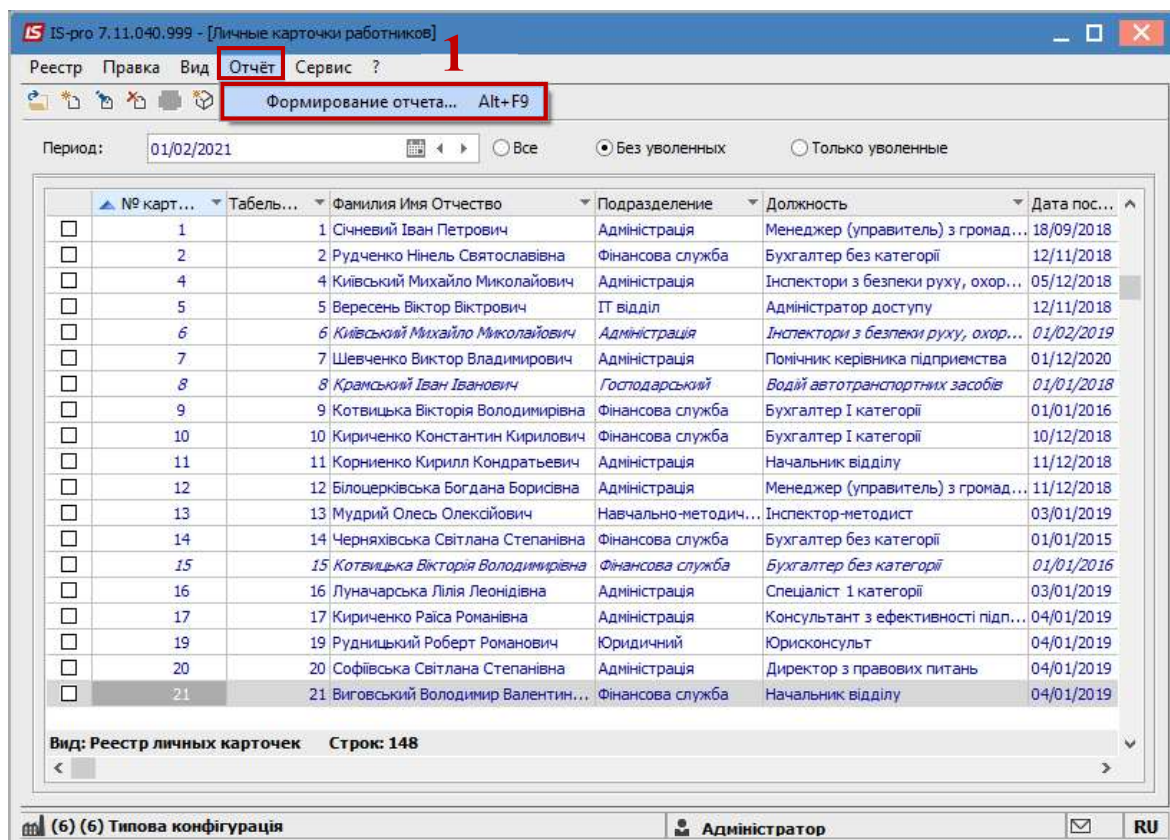 IS-pro 7.11.040.999 - [Личные карточки работников]
1
Реестр Правка Вид Отчёт Сервис ?
Формирование отчета... Alt+F9
Период: 01/02/2021 Все Без уволенных Только уволенные
№ карт... Табель... Фамилия Имя Отчество Подразделение Должность Дата пос...
1 1 Січневий Іван Петрович Адміністрація Менеджер (управитель) з громад... 18/09/2018
2 2 Рудченко Нінель Святославівна Фінансова служба Бухгалтер без категорії 12/11/2018
4 4 Київський Михайло Миколайович Адміністрація Інспектори з безпеки руху, охор... 05/12/2018
5 5 Вересень Віктор Віктрович ІТ відділ Адміністратор доступу 12/11/2018
6 6 Київський Михайло Миколайович Адміністрація Інспектори з безпеки руху, охор... 01/02/2019
7 7 Шевченко Виктор Владимирович Адміністрація Помічник керівника підприємства 01/12/2020
8 8 Крамський Іван Іванович Господарський Водій автотранспортних засобів 01/01/2018
9 9 Котвицька Вікторія Володимирівна Фінансова служба Бухгалтер І категорії 01/01/2016
10 10 Кириченко Константин Кирилович Фінансова служба Бухгалтер І категорії 10/12/2018
11 11 Корниенко Кирилл Кондратьевич Адміністрація Начальник відділу 11/12/2018
12 12 Білоцерківська Богдана Борисівна Адміністрація Менеджер (управитель) з громад... 11/12/2018
13 13 Мудрий Олесь Олексійович Навчально-методич... Інспектор-методист 03/01/2019
14 14 Черняхівська Світлана Степанівна Фінансова служба Бухгалтер без категорії 01/01/2015
15 15 Котвицька Вікторія Володимирівна Фінансова служба Бухгалтер без категорії 01/01/2016
16 16 Луначарська Лілія Леонідівна Адміністрація Спеціаліст 1 категорії 03/01/2019
17 17 Кириченко Раїса Романівна Адміністрація Консультант з ефективності підп... 04/01/2019
19 19 Рудницький Роберт Романович Юридичний Юрисконсульт 04/01/2019
20 20 Софіївська Світлана Степанівна Адміністрація Директор з правових питань 04/01/2019
21 21 Виговський Володимир Валентин... Фінансова служба Начальник відділу 04/01/2019
Вид: Реестр личных карточек Строк: 148
(6) (6) Типова конфігурація Адміністратор RU